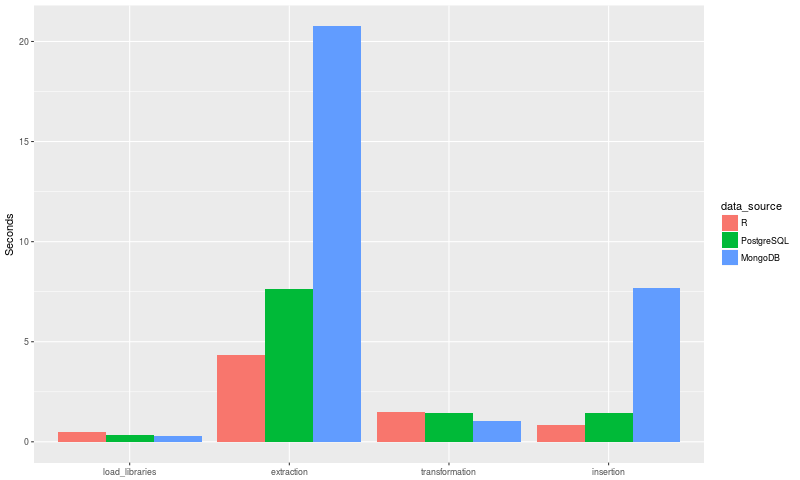 Seconds
20
15
10
5
0
load_libraries
extraction
transformation
insertion
data_source
R
PostgreSQL
MongoDB